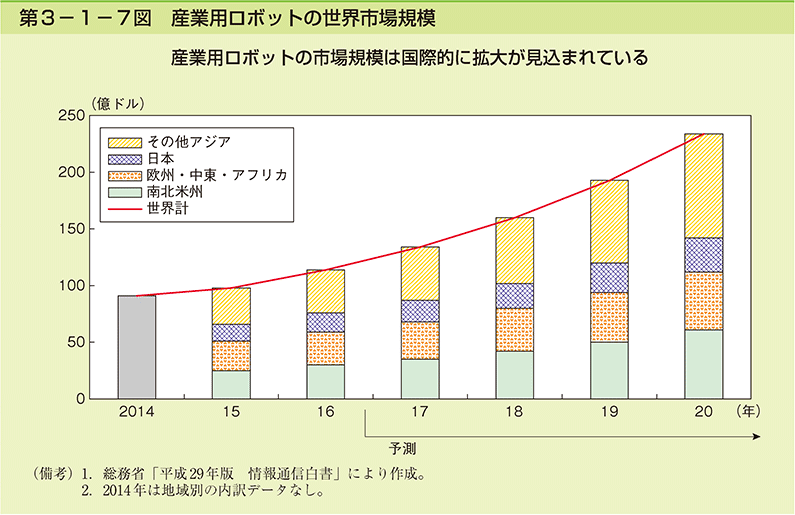 第3－1－7図　産業用ロボットの世界市場規模
産業用ロボットの市場規模は国際的に拡大が見込まれている
（億ドル）
250
200
150
100
50
0
その他アジア
日本
欧州・中東・アフリカ
南北米州
世界計
2014 15 16 17 18 19 20 （年）
予測
（備考）1．総務省「平成29年版　情報通信白書」により作成。
2．2014年は地域別の内訳データなし。